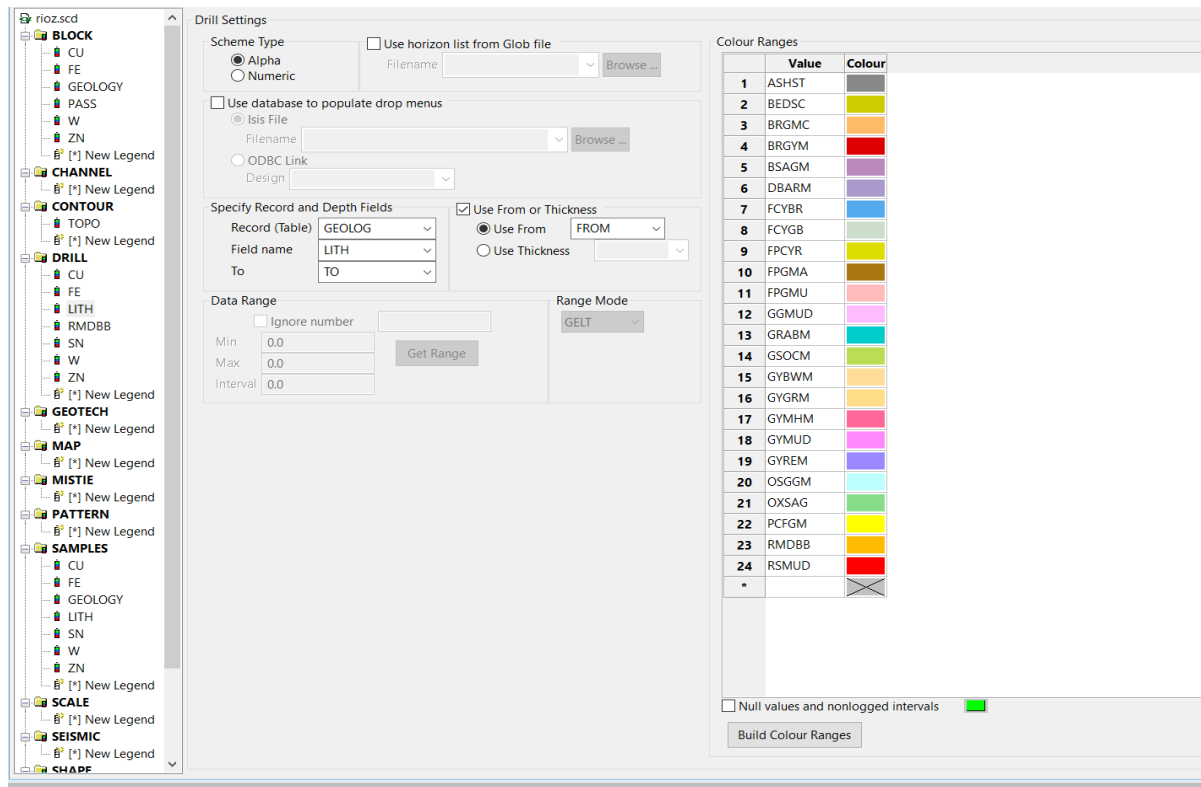 rioz.scd
BLOCK
CU
FE
GEOLOGY
PASS
W
ZN
[*] New Legend
CHANNEL
[*] New Legend
CONTOUR
TOPO
[*] New Legend
DRILL
CU
FE
LITH
RMDBB
SN
W
ZN
[*] New Legend
GEOTECH
[*] New Legend
MAP
[*] New Legend
MISTIE
[*] New Legend
PATTERN
[*] New Legend
SAMPLES
CU
FE
GEOLOGY
LITH
SN
W
ZN
[*] New Legend
SCALE
[*] New Legend
SEISMIC
[*] New Legend
SHAPE
Drill Settings
Scheme Type
Alpha
Numeric
Use horizon list from Glob file
Filename Browse ...
Use database to populate drop menus
Isis File
Filename Browse ...
ODBC Link
Design
Specify Record and Depth Fields
Record (Table) GEOLOG
Field name LITH
To TO
Use From or Thickness
Use From FROM
Use Thickness
Data Range
Ignore number
Min 0.0
Max 0.0
Interval 0.0
Get Range
Range Mode
GELT
Colour Ranges
Value Colour
1 ASHST
2 BEDSC
3 BRGMC
4 BRGYM
5 BSAGM
6 DBARM
7 FCYBR
8 FCYGB
9 FPCYR
10 FPGMA
11 FPGMU
12 GGMUD
13 GRABM
14 GSOCM
15 GYBWM
16 GYGRM
17 GYMHM
18 GYMUD
19 GYREM
20 OSGGM
21 OXSAG
22 PCFGM
23 RMDBB
24 RSMUD
*
Null values and nonlogged intervals
Build Colour Ranges